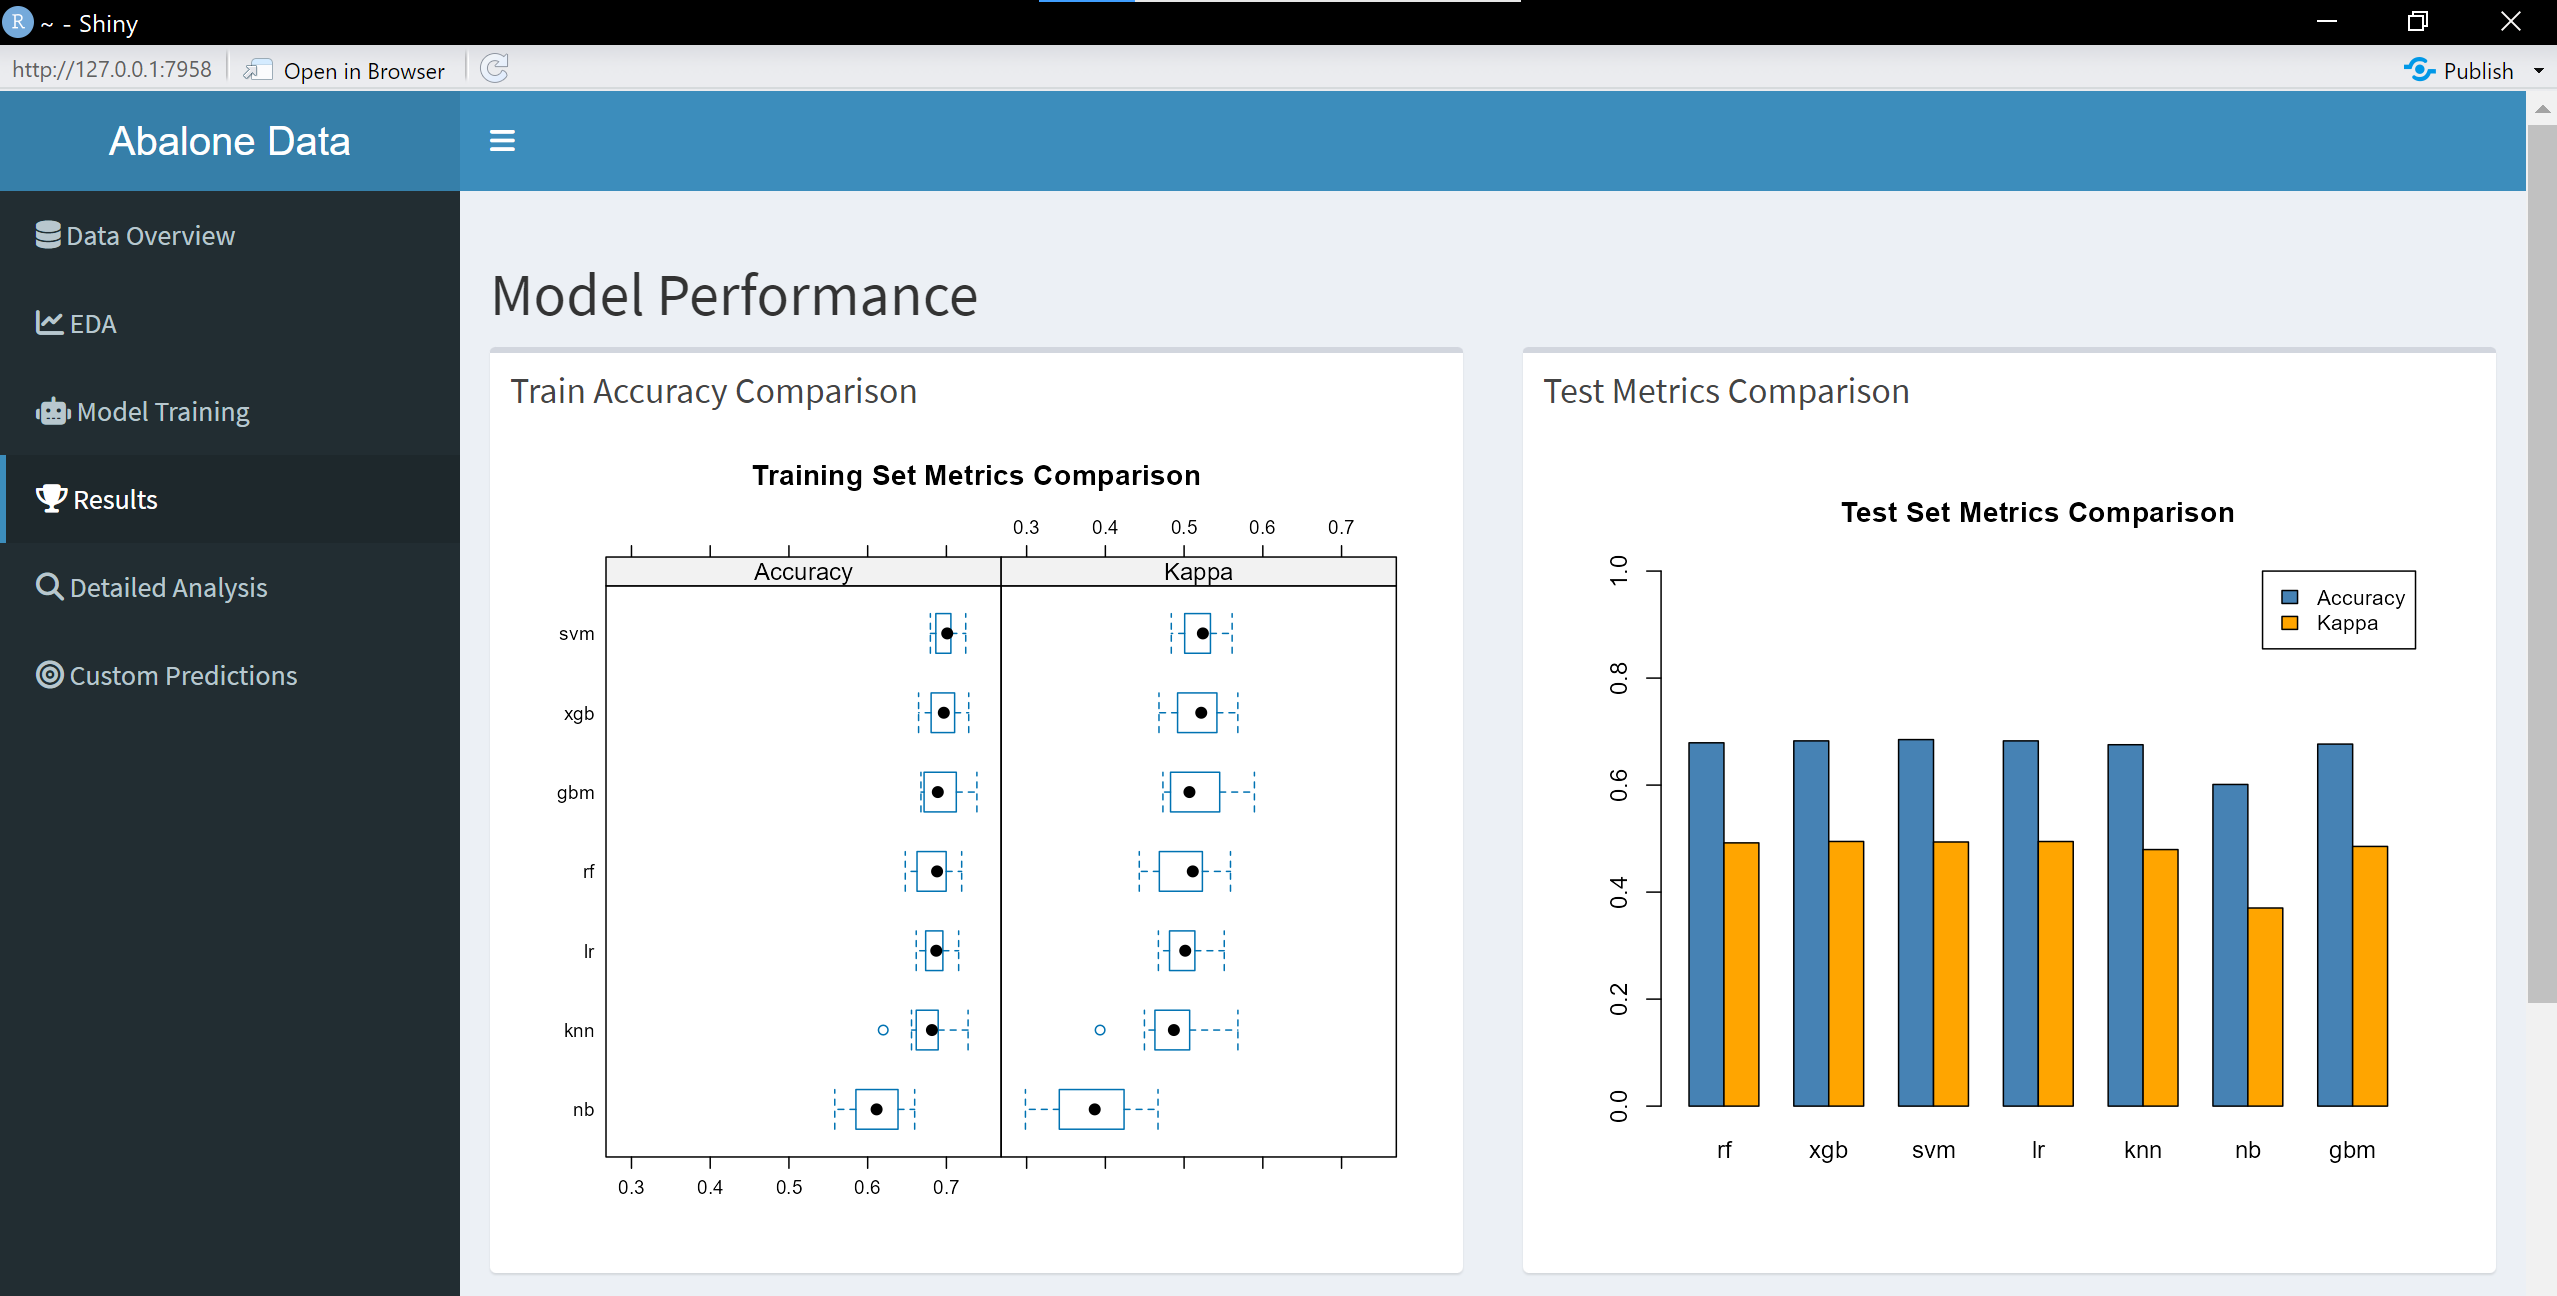 R ~ - Shiny
http://127.0.0.1:7958 Open in Browser Publish
Abalone Data
Data Overview
EDA
Model Training
Results
Detailed Analysis
Custom Predictions
Model Performance
Train Accuracy Comparison
Training Set Metrics Comparison
0.3 0.4 0.5 0.6 0.7
Accuracy Kappa
svm
xgb
gbm
rf
lr
knn
nb
0.3 0.4 0.5 0.6 0.7
Test Metrics Comparison
Test Set Metrics Comparison
Accuracy
Kappa
1.0
0.8
0.6
0.4
0.2
0.0
rf xgb svm lr knn nb gbm